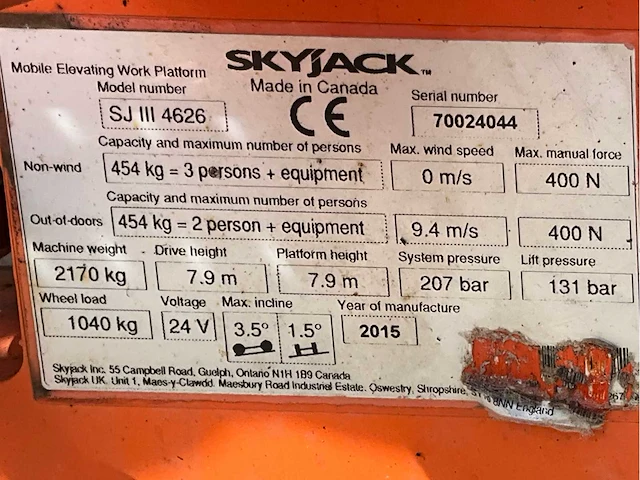 SKYJACK™
Mobile Elevating Work Platform
Made in Canada
Model number
Serial number
SJ III 4626
CE
70024044
Capacity and maximum number of persons
Max. wind speed
Max. manual force
Non-wind
454 kg = 3 persons + equipment
0 m/s
400 N
Capacity and maximum number of persons
Out-of-doors
454 kg = 2 person + equipment
9.4 m/s
400 N
Machine weight
Drive height
Platform height
System pressure
Lift pressure
2170 kg
7.9 m
7.9 m
207 bar
131 bar
Wheel load
Voltage
Max. incline
Year of manufacture
1040 kg
24 V
3.5°
1.5°
2015
Skyjack Inc. 55 Campbell Road, Guelph, Ontario N1H 1B9 Canada
Skyjack UK. Unit 1, Maes-y-Clawdd. Maesbury Road Industrial Estate. Oswestry, Shropshire,
8NN England